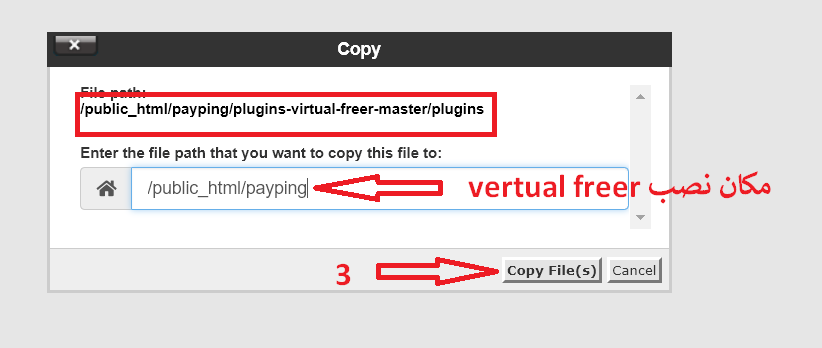 Copy
File path:
/public_html/payping/plugins-virtual-freer-master/plugins
Enter the file path that you want to copy this file to:
/public_html/payping
مکان نصب vertual freer
3
Copy File(s)
Cancel